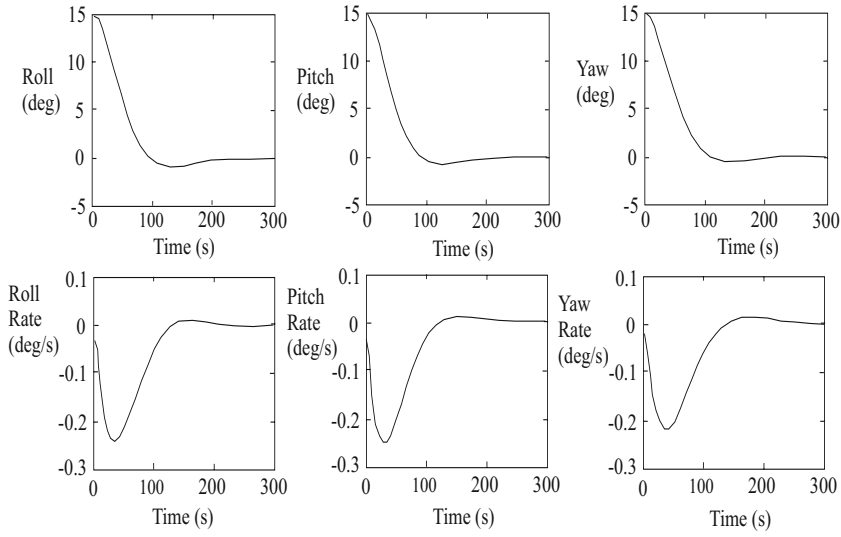 15
10
5
0
-5
Roll
(deg)
0 100 200 300
Time (s)
15
10
5
0
-5
Pitch
(deg)
0 100 200 300
Time (s)
15
10
5
0
-5
Yaw
(deg)
0 100 200 300
Time (s)
0.1
0
-0.1
-0.2
-0.3
Roll
Rate
(deg/s)
0 100 200 300
Time (s)
0.1
0
-0.1
-0.2
-0.3
Pitch
Rate
(deg/s)
0 100 200 300
Time (s)
0.1
0
-0.1
-0.2
-0.3
Yaw
Rate
(deg/s)
0 100 200 300
Time (s)